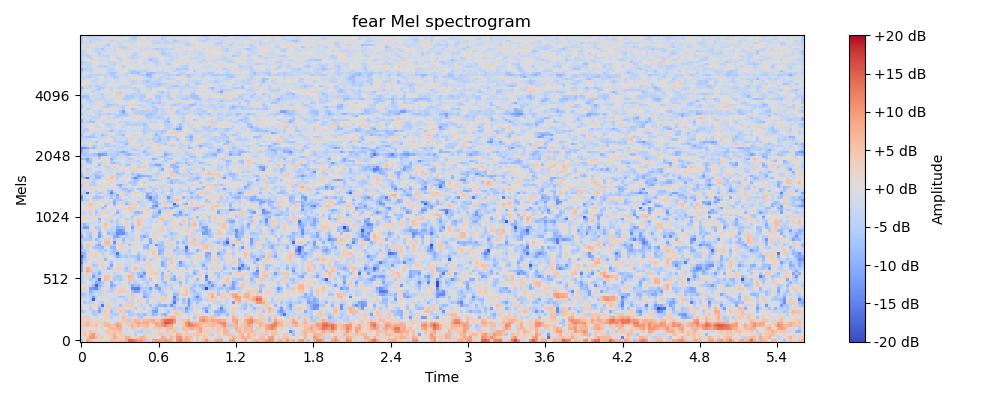 fear Mel spectrogram
Mels
4096
2048
1024
512
0
0 0.6 1.2 1.8 2.4 3 3.6 4.2 4.8 5.4
Time
+20 dB
+15 dB
+10 dB
+5 dB
+0 dB
-5 dB
-10 dB
-15 dB
-20 dB
Amplitude